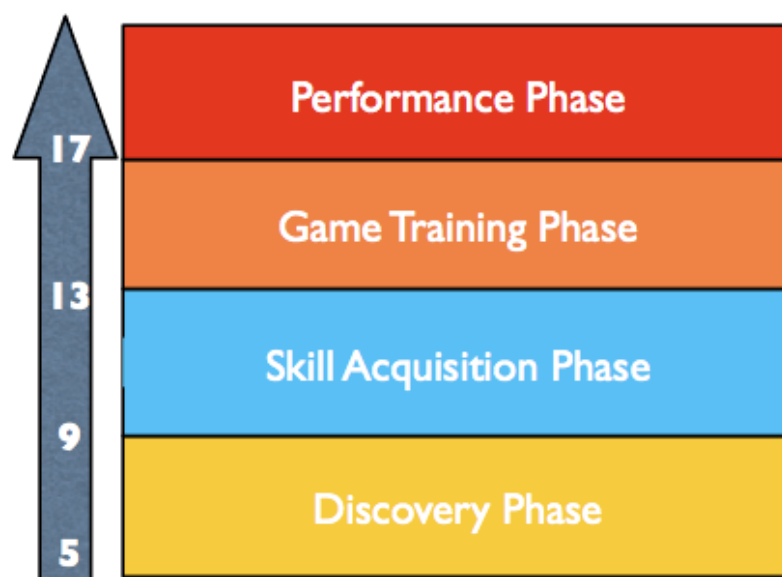 Performance Phase
17
Game Training Phase
13
Skill Acquisition Phase
9
Discovery Phase
5